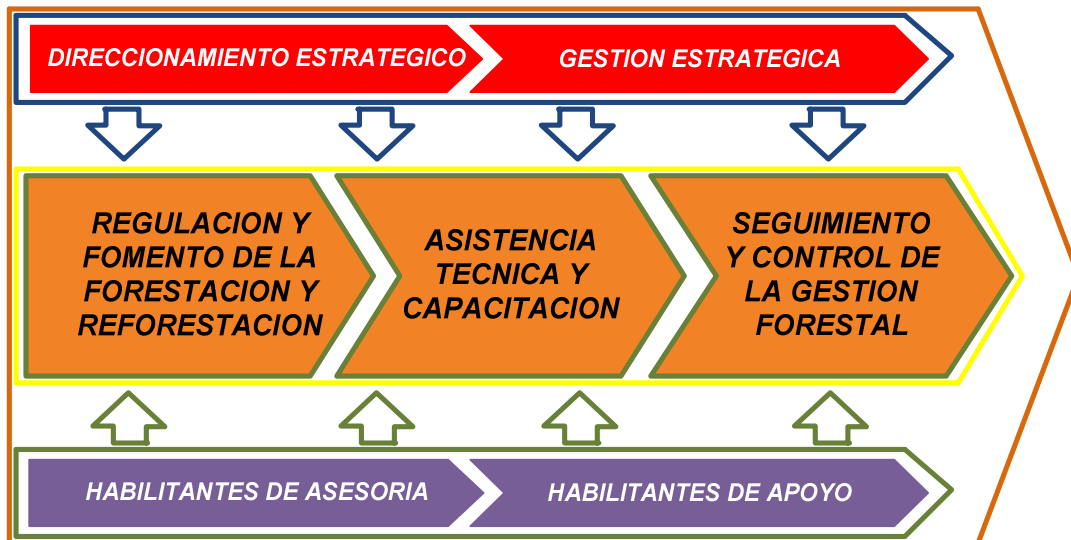 DIRECCIONAMIENTO ESTRATEGICO
GESTION ESTRATEGICA
REGULACION Y
FOMENTO DE LA
FORESTACION Y
REFORESTACION
ASISTENCIA
TECNICA Y
CAPACITACION
SEGUIMIENTO
Y CONTROL DE
LA GESTION
FORESTAL
HABILITANTES DE ASESORIA
HABILITANTES DE APOYO